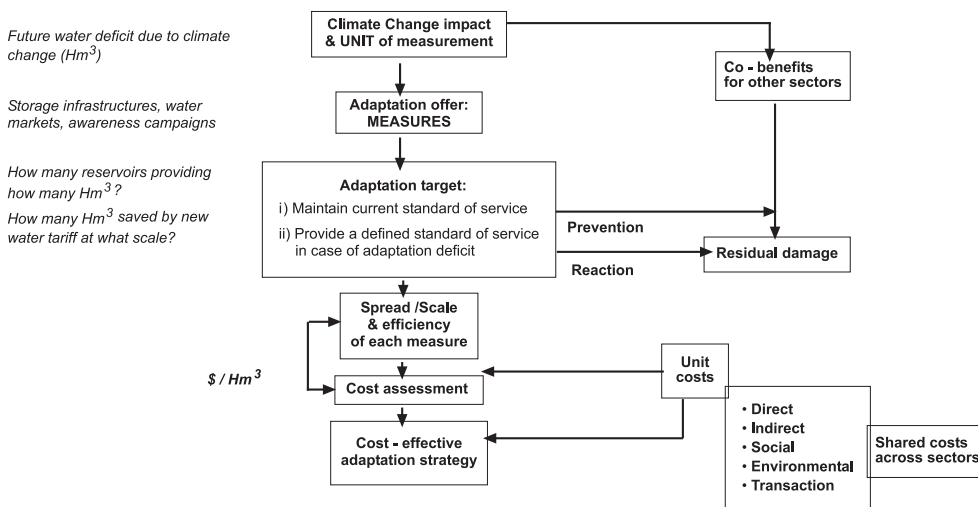 Future water deficit due to climate
change (Hm³)
Storage infrastructures, water
markets, awareness campaigns
How many reservoirs providing
how many Hm³?
How many Hm³ saved by new
water tariff at what scale?
Climate Change impact
& UNIT of measurement
Co - benefits
for other sectors
Adaptation offer:
MEASURES
Adaptation target:
i) Maintain current standard of service
ii) Provide a defined standard of service
in case of adaptation deficit
Prevention
Reaction
Residual damage
Spread /Scale
& efficiency
of each measure
$ / Hm³
Cost assessment
Unit
costs
Cost - effective
adaptation strategy
• Direct
• Indirect
• Social
• Environmental
• Transaction
Shared costs
across sectors